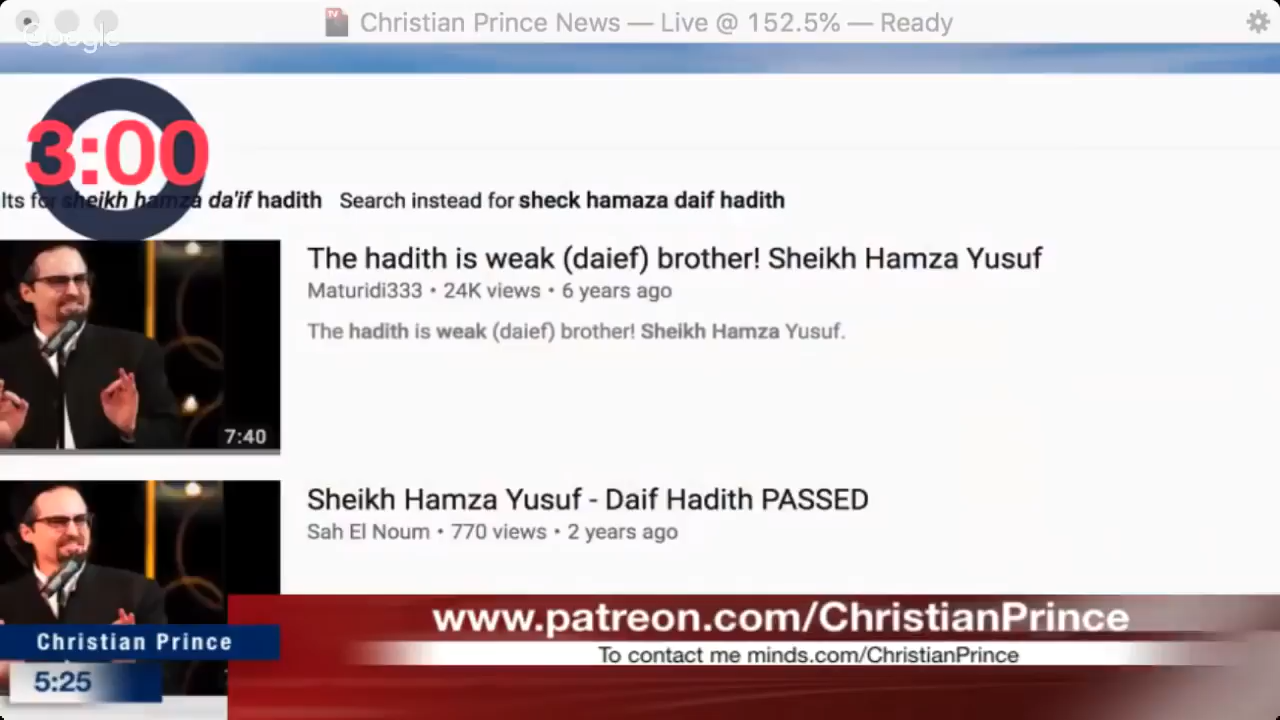 Christian Prince News — Live @ 152.5% — Ready
Google
3:00
lts for sheikh hamza da'if hadith
Search instead for sheck hamaza daif hadith
The hadith is weak (daief) brother! Sheikh Hamza Yusuf
Maturidi333 • 24K views • 6 years ago
The hadith is weak (daief) brother! Sheikh Hamza Yusuf.
7:40
Sheikh Hamza Yusuf - Daif Hadith PASSED
Sah El Noum • 770 views • 2 years ago
www.patreon.com/ChristianPrince
To contact me minds.com/ChristianPrince
Christian Prince
5:25